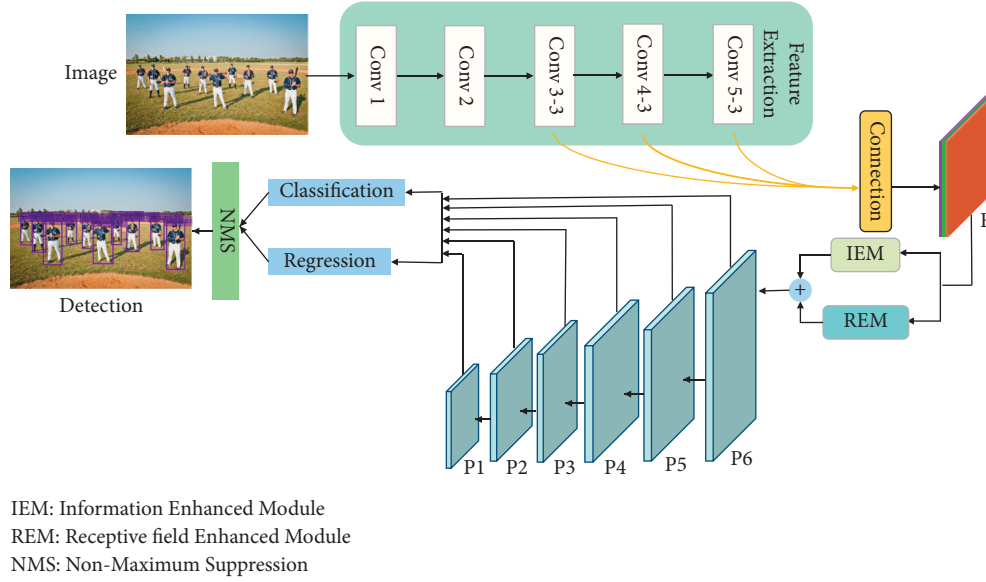 Image
Conv 1
Conv 2
Conv 3-3
Conv 4-3
Conv 5-3
Feature
Extraction
Connection
Classification
Regression
NMS
Detection
IEM
REM
+
P1
P2
P3
P4
P5
P6
IEM: Information Enhanced Module
REM: Receptive field Enhanced Module
NMS: Non-Maximum Suppression